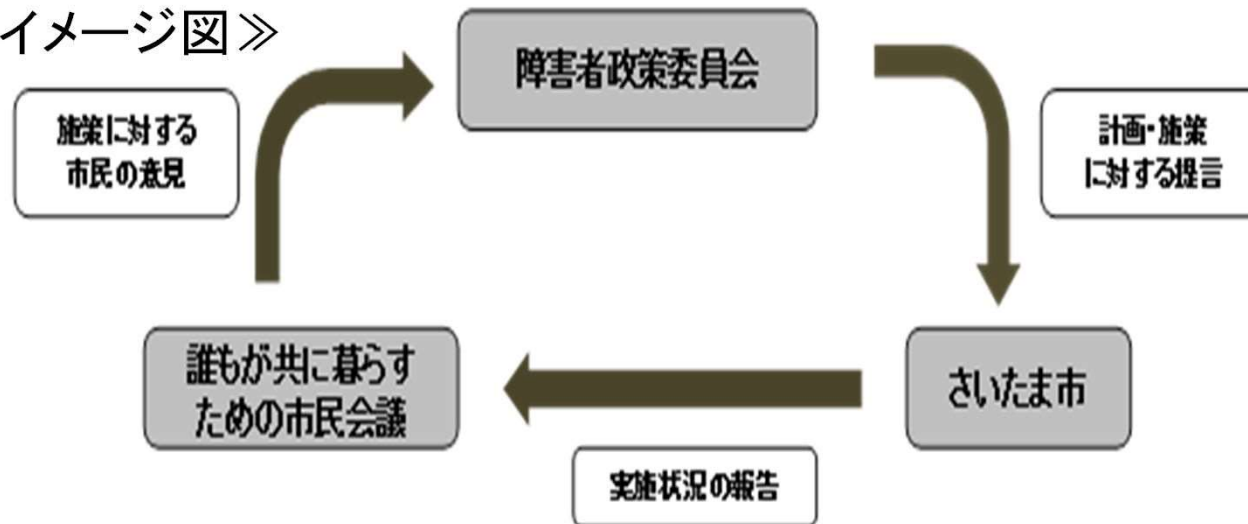 イメージ図≫
障害者政策委員会
施策に対する
市民の意見
計画・施策
に対する提言
誰もが共に暮らす
ための市民会議
さいたま市
実施状況の報告